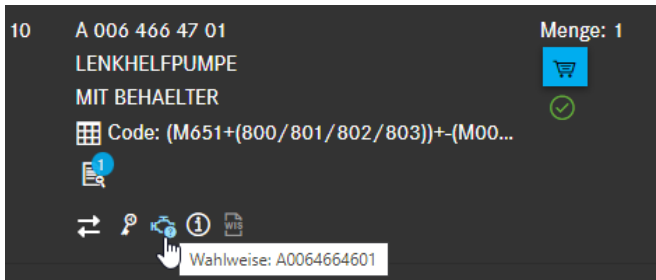 10 A 006 466 47 01 Menge: 1
LENKHELFPUMPE
MIT BEHAELTER
Code: (M651+(800/801/802/803))+-(M00...
1
WIS
Wahlweise: A0064664601